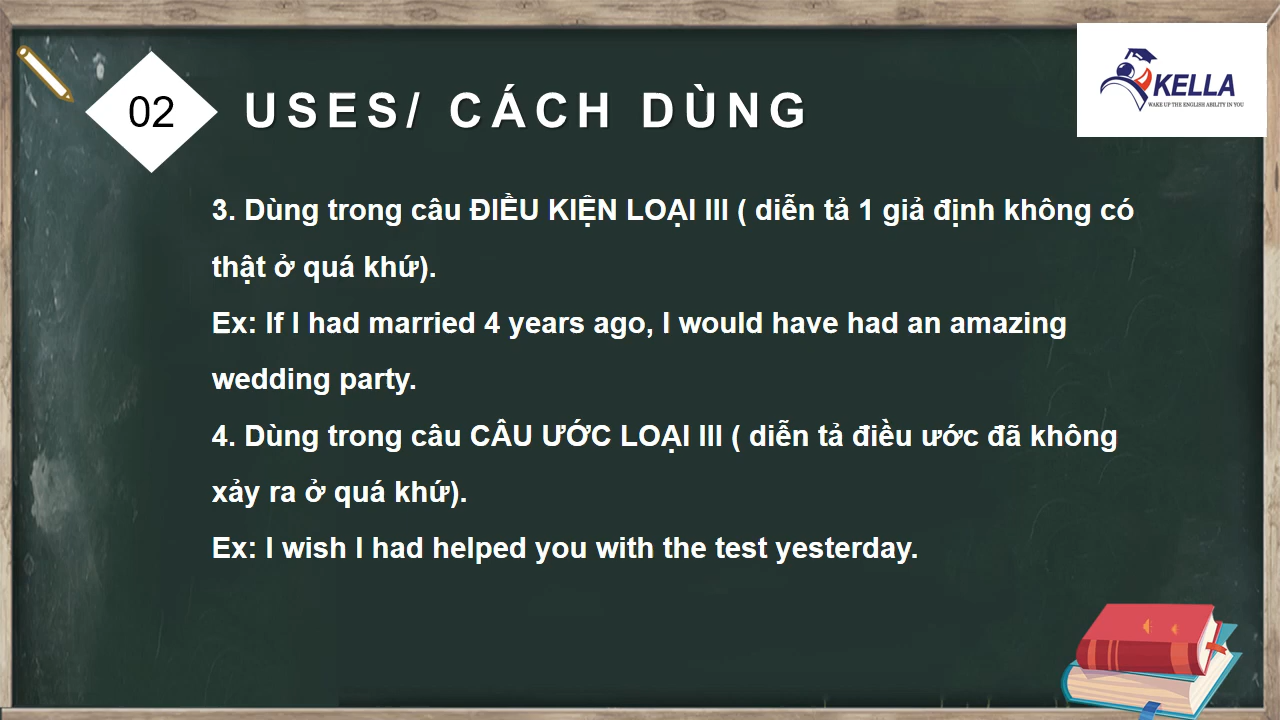 02
USES/ CÁCH DÙNG
KELLA
WAKE UP THE ENGLISH ABILITY IN YOU
3. Dùng trong câu ĐIỀU KIỆN LOẠI III ( diễn tả 1 giả định không có
thật ở quá khứ).
Ex: If I had married 4 years ago, I would have had an amazing
wedding party.
4. Dùng trong câu CÂU ƯỚC LOẠI III ( diễn tả điều ước đã không
xảy ra ở quá khứ).
Ex: I wish I had helped you with the test yesterday.